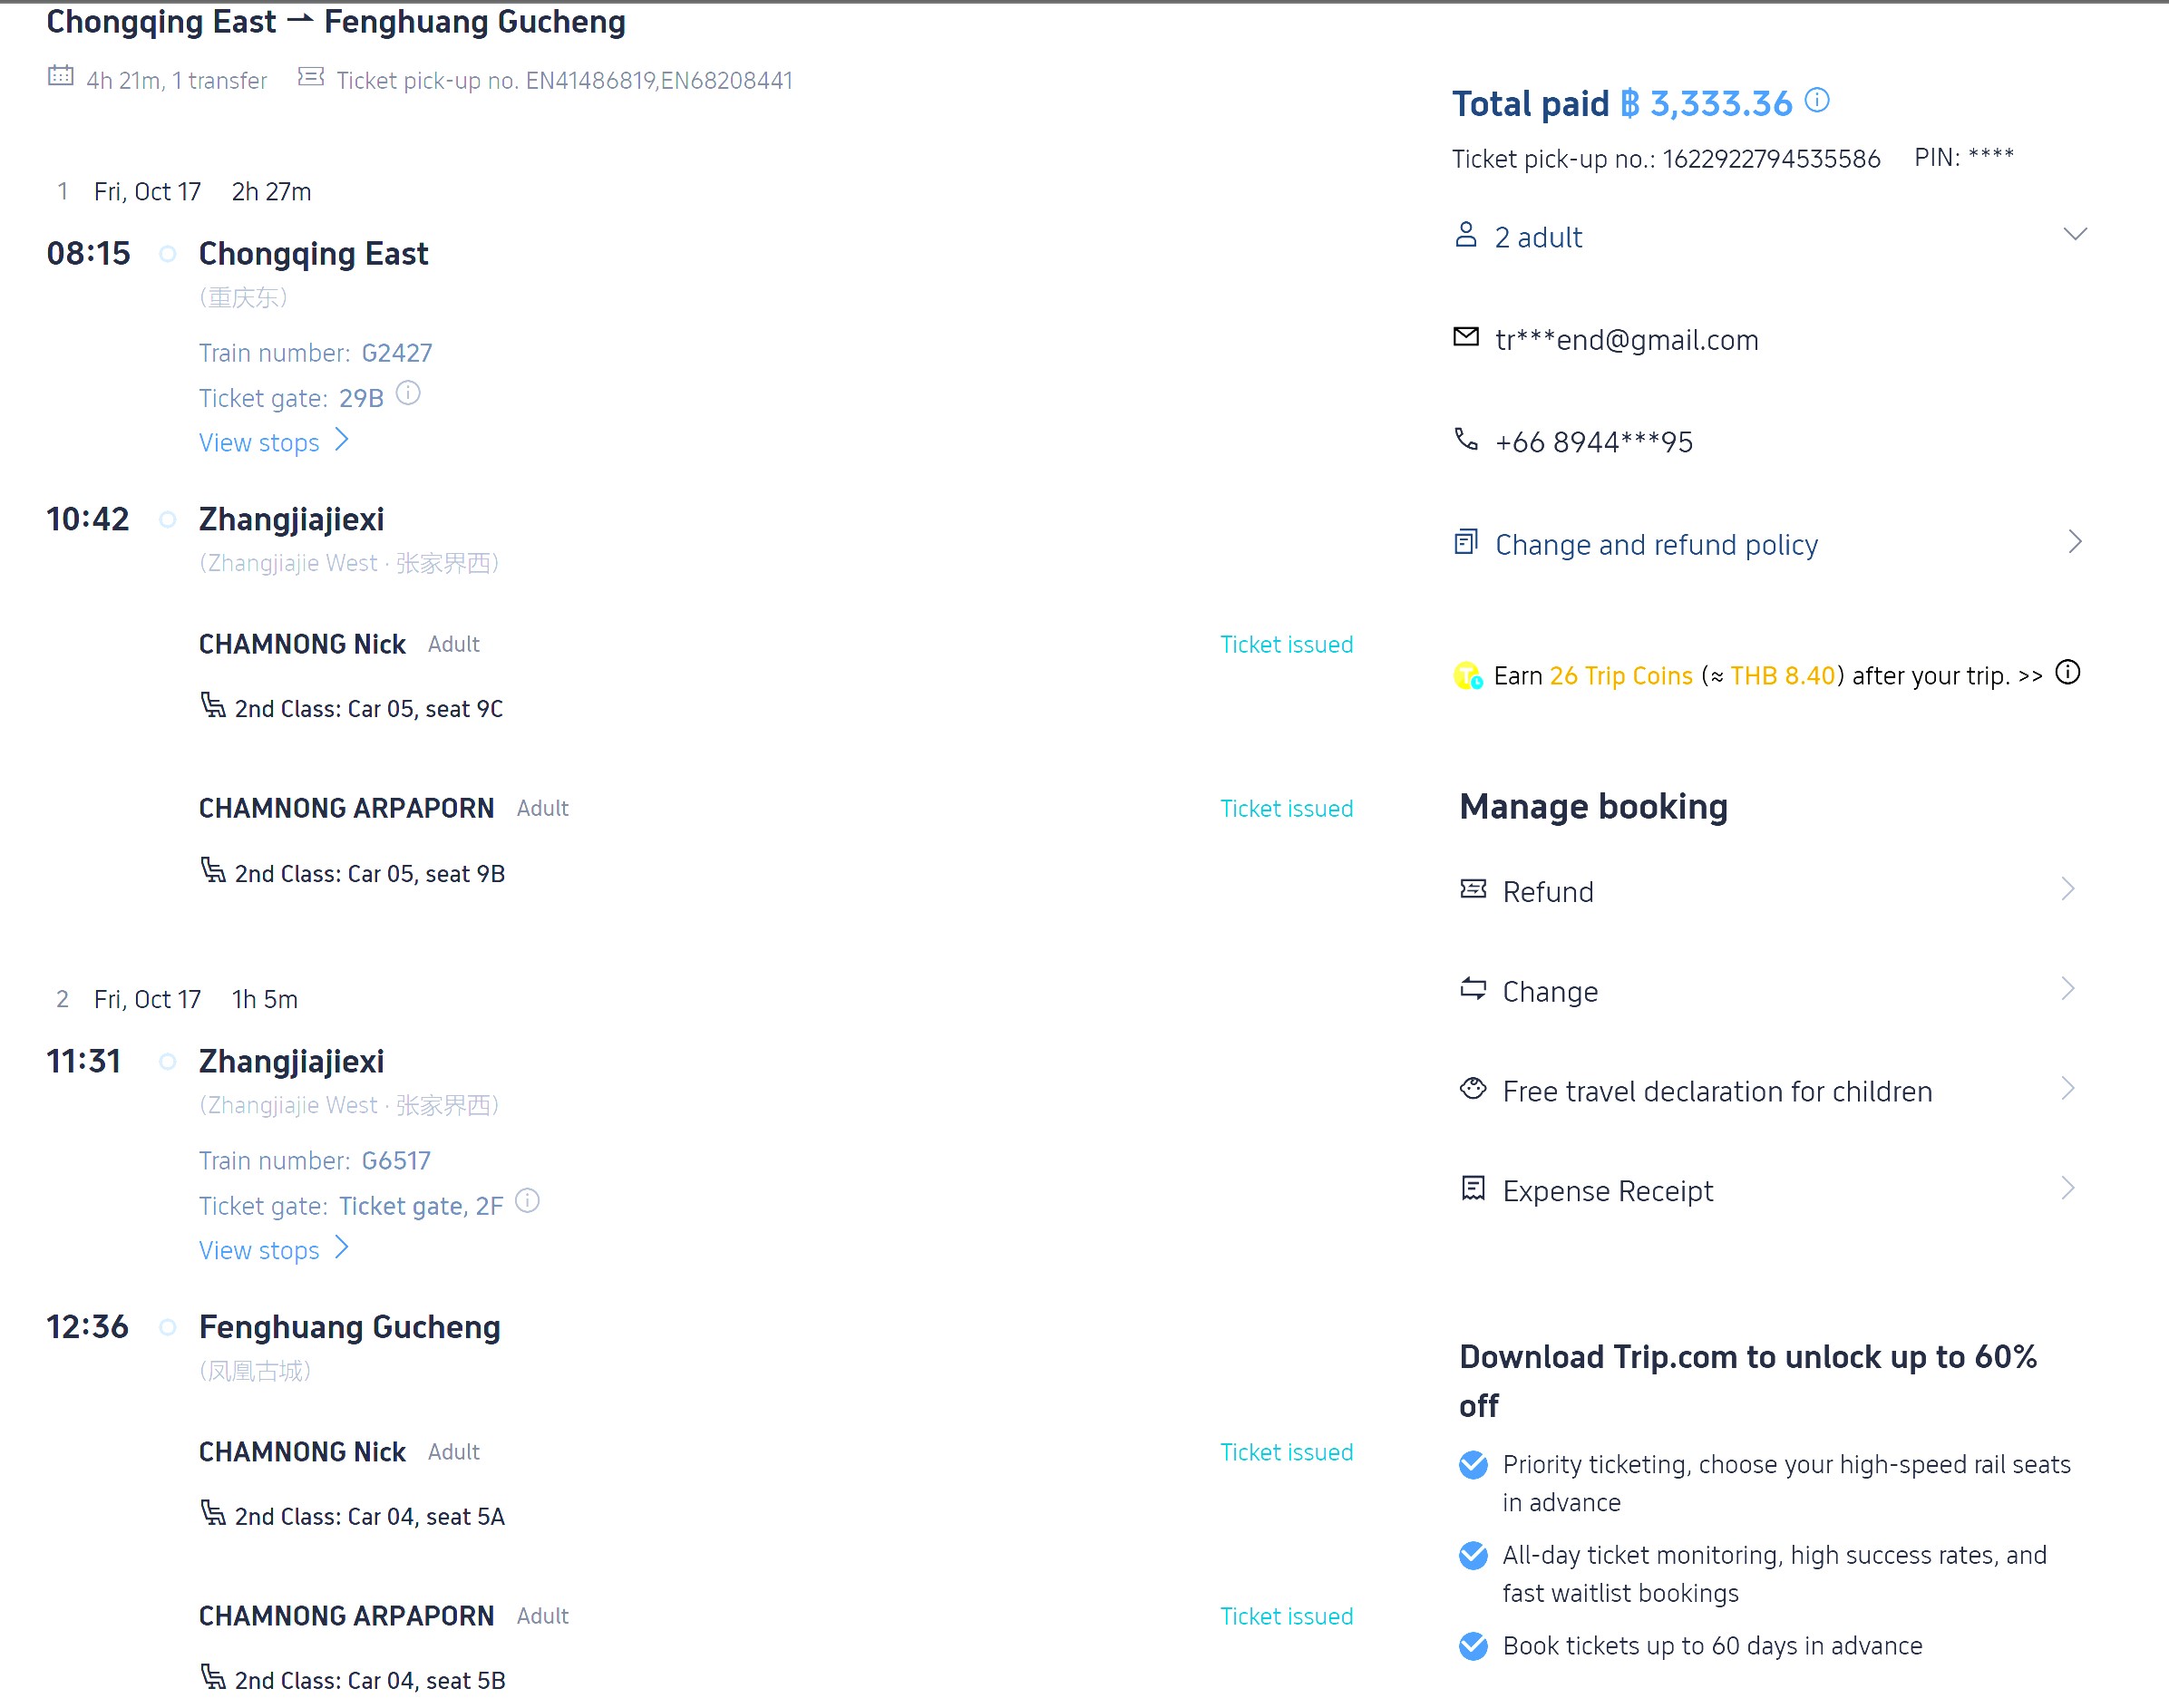 Chongqing East ⇀ Fenghuang Gucheng
4h 21m, 1 transfer Ticket pick-up no. EN41486819,EN68208441
1 Fri, Oct 17 2h 27m
08:15 Chongqing East
(重庆东)
Train number: G2427
Ticket gate: 29B
View stops
10:42 Zhangjiajiexi
(Zhangjiajie West · 张家界西)
CHAMNONG Nick Adult Ticket issued
2nd Class: Car 05, seat 9C
CHAMNONG ARPAPORN Adult Ticket issued
2nd Class: Car 05, seat 9B
2 Fri, Oct 17 1h 5m
11:31 Zhangjiajiexi
(Zhangjiajie West · 张家界西)
Train number: G6517
Ticket gate: Ticket gate, 2F
View stops
12:36 Fenghuang Gucheng
(凤凰古城)
CHAMNONG Nick Adult Ticket issued
2nd Class: Car 04, seat 5A
CHAMNONG ARPAPORN Adult Ticket issued
2nd Class: Car 04, seat 5B
Total paid ฿ 3,333.36
Ticket pick-up no.: 1622922794535586 PIN: ****
2 adult
tr***end@gmail.com
+66 8944***95
Change and refund policy
Earn 26 Trip Coins (≈ THB 8.40) after your trip. >>
Manage booking
Refund
Change
Free travel declaration for children
Expense Receipt
Download Trip.com to unlock up to 60%
off
Priority ticketing, choose your high-speed rail seats
in advance
All-day ticket monitoring, high success rates, and
fast waitlist bookings
Book tickets up to 60 days in advance